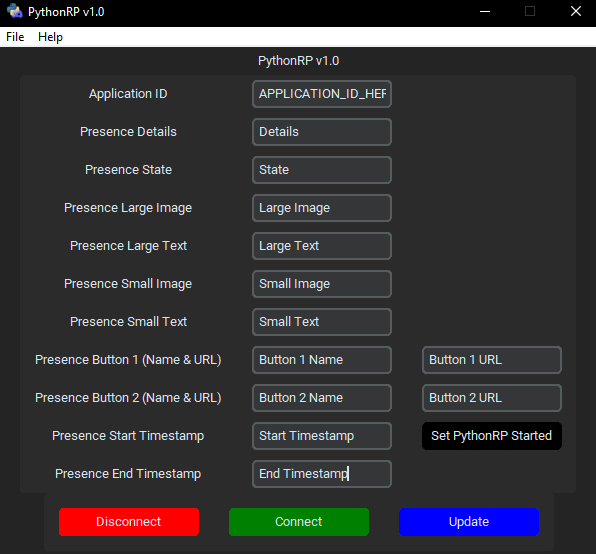 PythonRP v1.0
File Help
PythonRP v1.0
Application ID APPLICATION_ID_HER
Presence Details Details
Presence State State
Presence Large Image Large Image
Presence Large Text Large Text
Presence Small Image Small Image
Presence Small Text Small Text
Presence Button 1 (Name & URL) Button 1 Name Button 1 URL
Presence Button 2 (Name & URL) Button 2 Name Button 2 URL
Presence Start Timestamp Start Timestamp Set PythonRP Started
Presence End Timestamp End Timestamp
Disconnect Connect Update